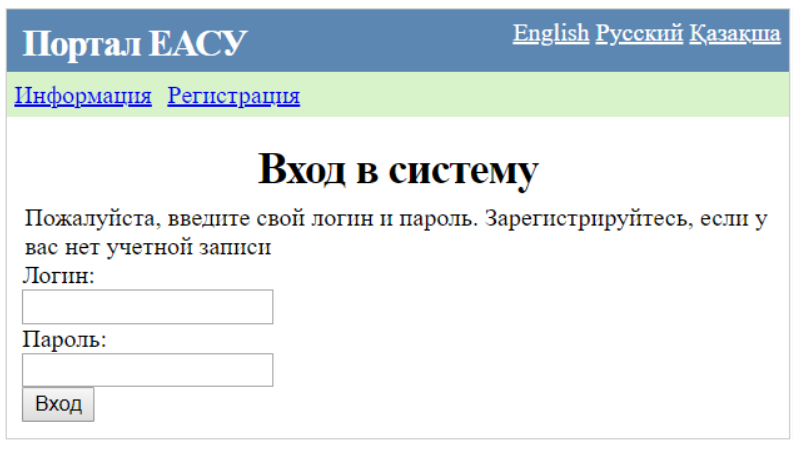 Портал ЕАСУ
English Русский Қазақша
Информация Регистрация
Вход в систему
Пожалуйста, введите свой логин и пароль. Зарегистрируйтесь, если у
вас нет учетной записи
Логин:
Пароль:
Вход